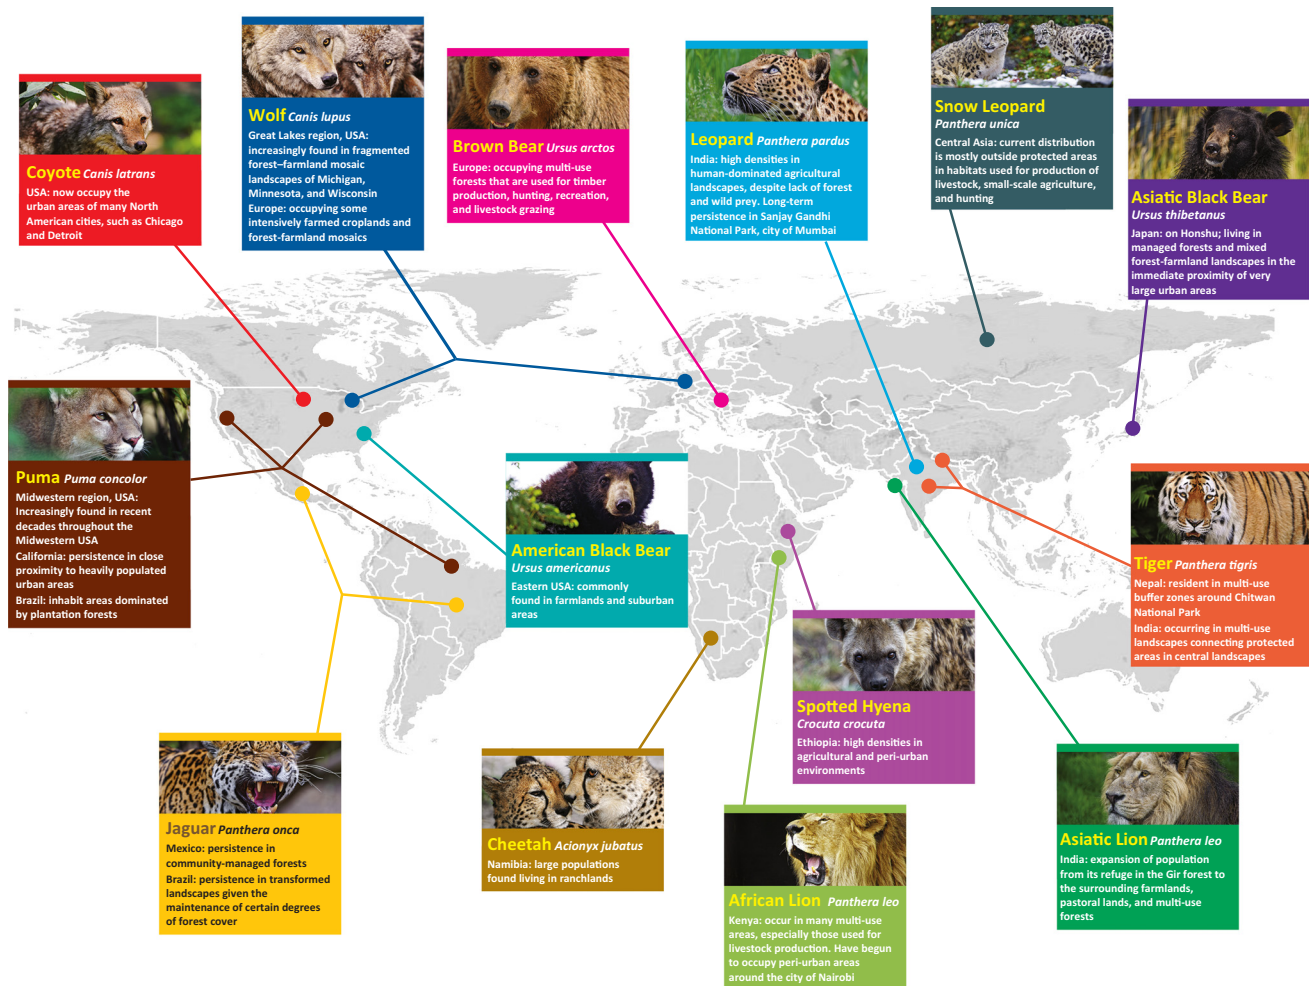 Coyote Canis latrans
USA: now occupy the
urban areas of many North
American cities, such as Chicago
and Detroit
Wolf Canis lupus
Great Lakes region, USA:
increasingly found in fragmented
forest–farmland mosaic
landscapes of Michigan,
Minnesota, and Wisconsin
Europe: occupying some
intensively farmed croplands and
forest-farmland mosaics
Brown Bear Ursus arctos
Europe: occupying multi-use
forests that are used for timber
production, hunting, recreation,
and livestock grazing
Leopard Panthera pardus
India: high densities in
human-dominated agricultural
landscapes, despite lack of forest
and wild prey. Long-term
persistence in Sanjay Gandhi
National Park, city of Mumbai
Snow Leopard
Panthera unica
Central Asia: current distribution
is mostly outside protected areas
in habitats used for production of
livestock, small-scale agriculture,
and hunting
Asiatic Black Bear
Ursus thibetanus
Japan: on Honshu; living in
managed forests and mixed
forest-farmland landscapes in the
immediate proximity of very
large urban areas
Puma Puma concolor
Midwestern region, USA:
Increasingly found in recent
decades throughout the
Midwestern USA
California: persistence in close
proximity to heavily populated
urban areas
Brazil: inhabit areas dominated
by plantation forests
American Black Bear
Ursus americanus
Eastern USA: commonly
found in farmlands and suburban
areas
Tiger Panthera tigris
Nepal: resident in multi-use
buffer zones around Chitwan
National Park
India: occurring in multi-use
landscapes connecting protected
areas in central landscapes
Spotted Hyena
Crocuta crocuta
Ethiopia: high densities in
agricultural and peri-urban
environments
Jaguar Panthera onca
Mexico: persistence in
community-managed forests
Brazil: persistence in transformed
landscapes given the
maintenance of certain degrees
of forest cover
Cheetah Acionyx jubatus
Namibia: large populations
found living in ranchlands
African Lion Panthera leo
Kenya: occur in many multi-use
areas, especially those used for
livestock production. Have begun
to occupy peri-urban areas
around the city of Nairobi
Asiatic Lion Panthera leo
India: expansion of population
from its refuge in the Gir forest to
the surrounding farmlands,
pastoral lands, and multi-use
forests